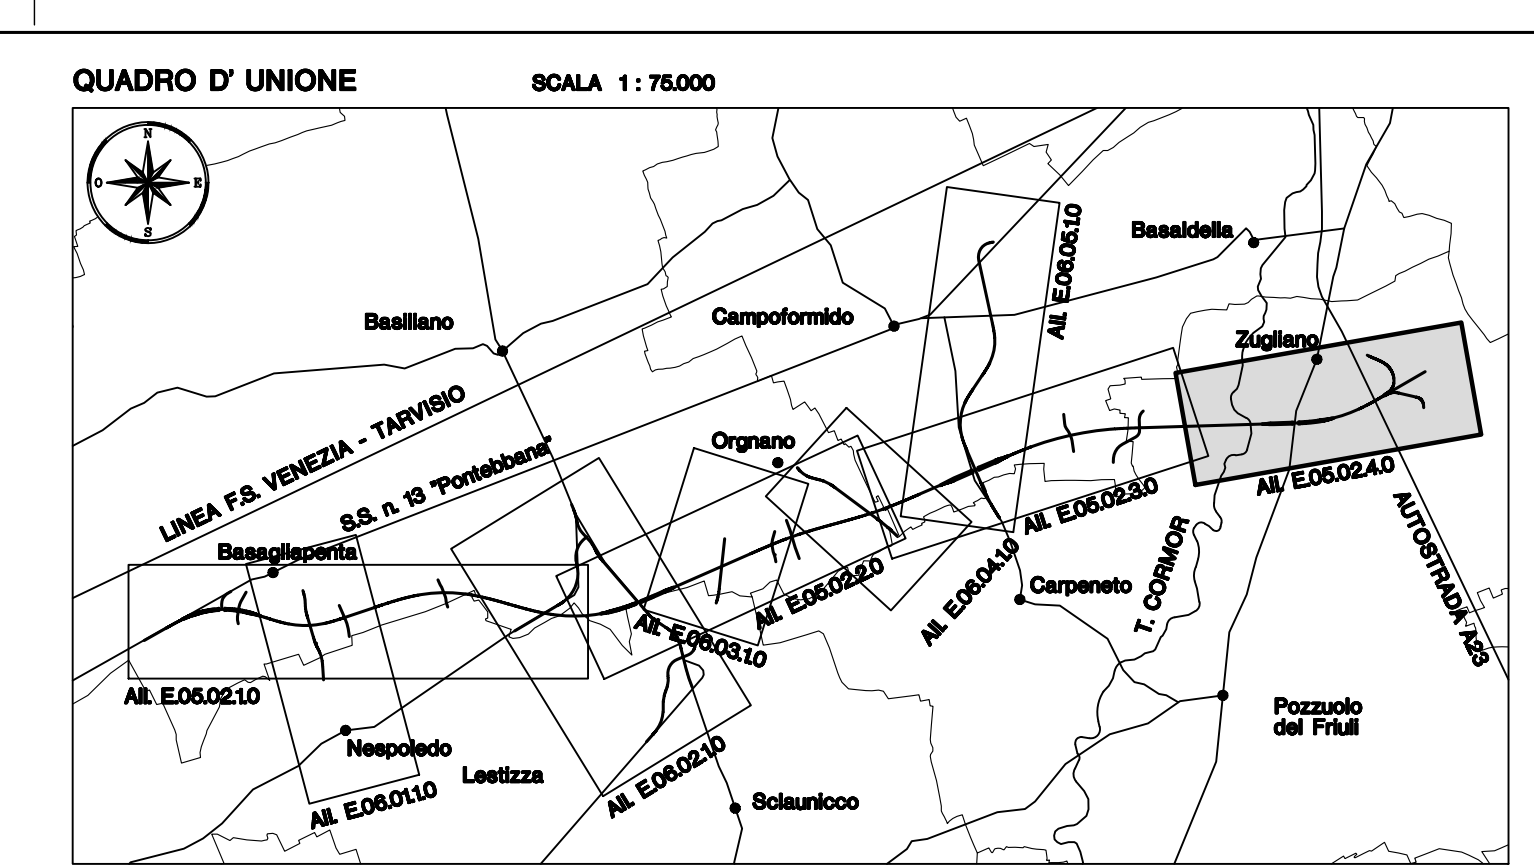 QUADRO D' UNIONE
SCALA 1 : 75.000
N
O
E
S
Basaldella
All. E.06.05.1.0
Basiliano
Campoformido
Zugliano
LINEA F.S. VENEZIA - TARVISIO
S.S. n. 13 "Pontebbana"
Orgnano
All. E.05.02.4.0
All. E.05.02.3.0
Basagliapenta
All. E.05.02.2.0
All. E.06.04.1.0
Carpeneto
T. CORMOR
AUTOSTRADA A23
All. E.06.03.1.0
All. E.05.02.1.0
Nespoledo
Pozzuolo
del Friuli
Lestizza
All. E.06.01.1.0
All. E.06.02.1.0
Sclaunicco